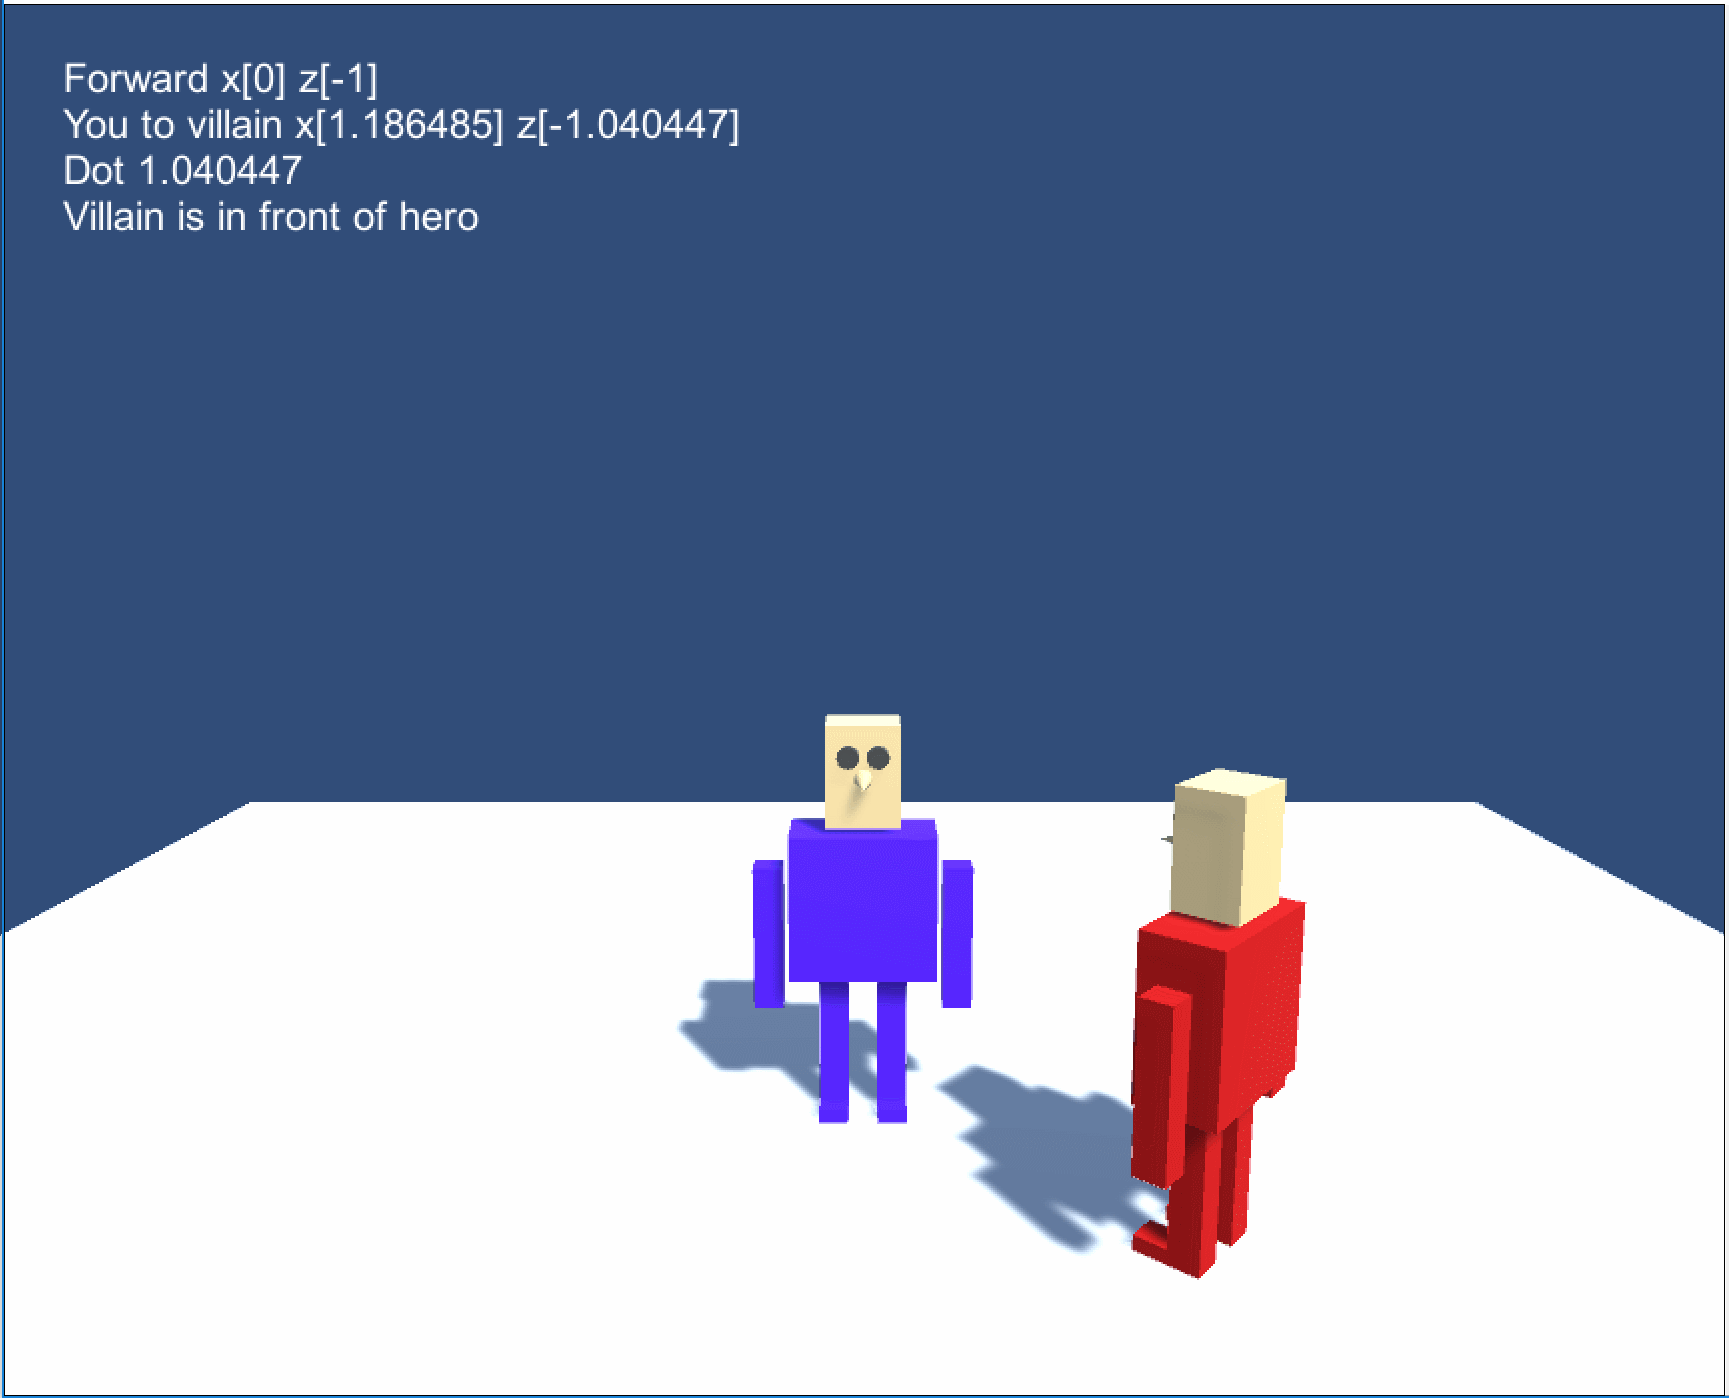 Forward x[0] z[-1]
You to villain x[1.186485] z[-1.040447]
Dot 1.040447
Villain is in front of hero